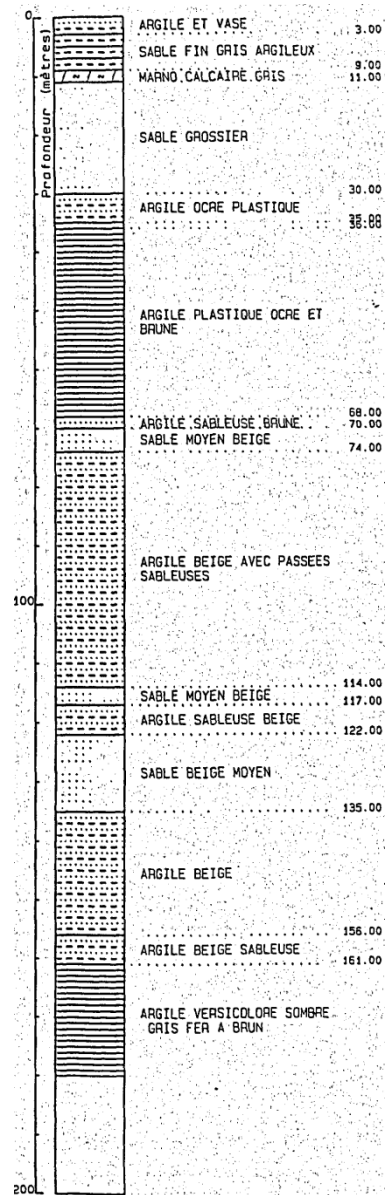 0
Profondeur (mètres)
ARGILE ET VASE
3.00
SABLE FIN GRIS ARGILEUX
9.00
MARNO CALCAIRE GRIS
11.00
SABLE GROSSIER
30.00
ARGILE OCRE PLASTIQUE
35.00
36.00
ARGILE PLASTIQUE OCRE ET
BRUNE
68.00
ARGILE SABLEUSE BRUNE
70.00
SABLE MOYEN BEIGE
74.00
ARGILE BEIGE AVEC PASSEES
SABLEUSES
100
114.00
SABLE MOYEN BEIGE
117.00
ARGILE SABLEUSE BEIGE
122.00
SABLE BEIGE MOYEN
135.00
ARGILE BEIGE
156.00
ARGILE BEIGE SABLEUSE
161.00
ARGILE VERSICOLORE SOMBRE
GRIS FER A BRUN
200